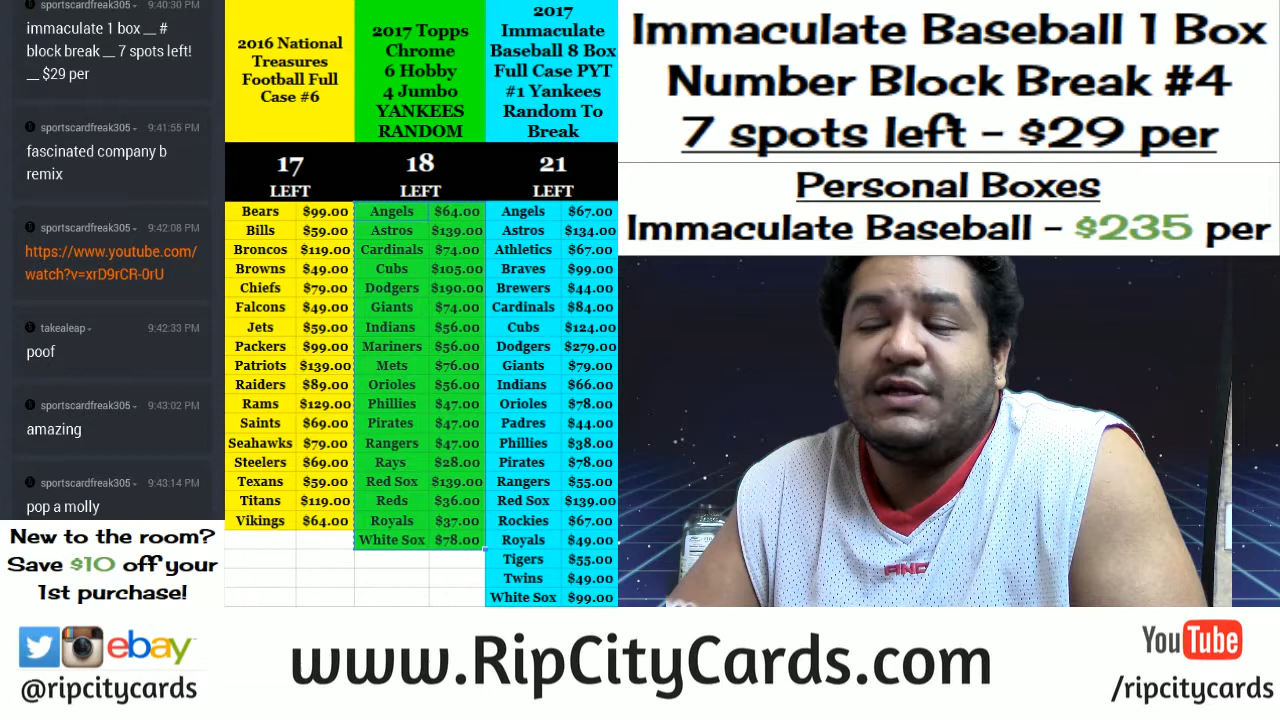 sportscardfreak305 9:40:30 PM
immaculate 1 box __ #
block break __ 7 spots left!
__ $29 per
sportscardfreak305 9:41:55 PM
fascinated company b
remix
sportscardfreak305 9:42:08 PM
https://www.youtube.com/
watch?v=xrD9rCR-0rU
takealeap 9:42:33 PM
poof
sportscardfreak305 9:43:02 PM
amazing
sportscardfreak305 9:43:14 PM
pop a molly
New to the room?
Save $10 off your
1st purchase!
2016 National
Treasures
Football Full
Case #6
17
LEFT
Bears $99.00
Bills $59.00
Broncos $119.00
Browns $49.00
Chiefs $79.00
Falcons $49.00
Jets $59.00
Packers $99.00
Patriots $139.00
Raiders $89.00
Rams $129.00
Saints $69.00
Seahawks $79.00
Steelers $69.00
Texans $59.00
Titans $119.00
Vikings $64.00
2017 Topps
Chrome
6 Hobby
4 Jumbo
YANKEES
RANDOM
18
LEFT
Angels $64.00
Astros $139.00
Cardinals $74.00
Cubs $105.00
Dodgers $190.00
Giants $74.00
Indians $56.00
Mariners $56.00
Mets $76.00
Orioles $56.00
Phillies $47.00
Pirates $47.00
Rangers $47.00
Rays $28.00
Red Sox $139.00
Reds $36.00
Royals $37.00
White Sox $78.00
2017
Immaculate
Baseball 8 Box
Full Case PYT
#1 Yankees
Random To
Break
21
LEFT
Angels $67.00
Astros $134.00
Athletics $67.00
Braves $99.00
Brewers $44.00
Cardinals $84.00
Cubs $124.00
Dodgers $279.00
Giants $79.00
Indians $66.00
Orioles $78.00
Padres $44.00
Phillies $38.00
Pirates $78.00
Rangers $55.00
Red Sox $139.00
Rockies $67.00
Royals $49.00
Tigers $55.00
Twins $49.00
White Sox $99.00
Immaculate Baseball 1 Box
Number Block Break #4
7 spots left - $29 per
Personal Boxes
Immaculate Baseball - $235 per
ebay
@ripcitycards
www.RipCityCards.com
YouTube
/ripcitycards